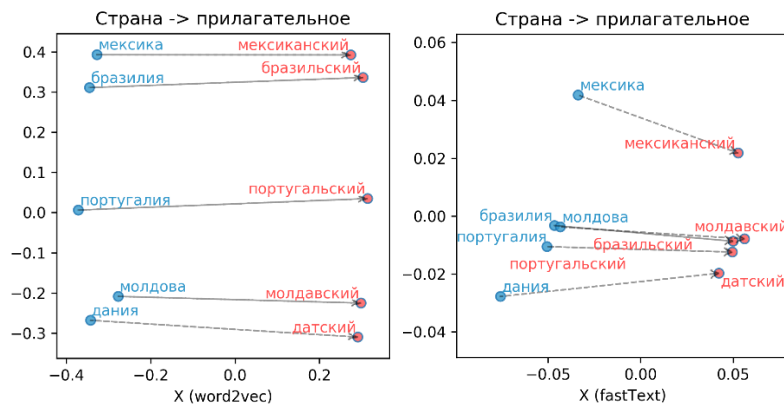 Страна -> прилагательное
0.4
0.3
0.2
0.1
0.0
−0.1
−0.2
−0.3
мексика
мексиканский
бразилия
бразильский
португалия
португальский
молдова
молдавский
дания
датский
−0.4
−0.2
0.0
0.2
X (word2vec)
Страна -> прилагательное
0.06
0.04
0.02
0.00
−0.02
−0.04
мексика
мексиканский
бразилия
молдова
молдавский
португалия
бразильский
португальский
дания
датский
−0.05
0.00
0.05
X (fastText)